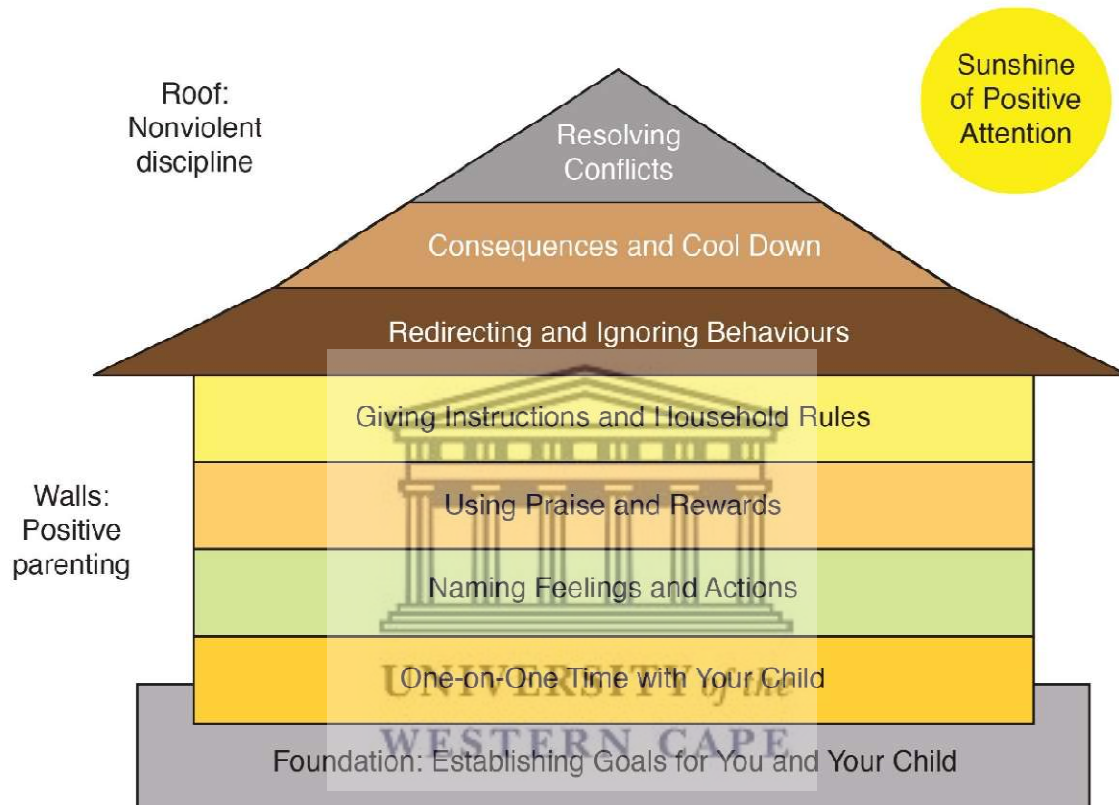 Roof:
Nonviolent
discipline
Sunshine
of Positive
Attention
Resolving
Conflicts
Consequences and Cool Down
Redirecting and Ignoring Behaviours
Giving Instructions and Household Rules
Walls:
Positive
parenting
Using Praise and Rewards
Naming Feelings and Actions
One-on-One Time with Your Child
UNIVERSITY of the
WESTERN CAPE
Foundation: Establishing Goals for You and Your Child